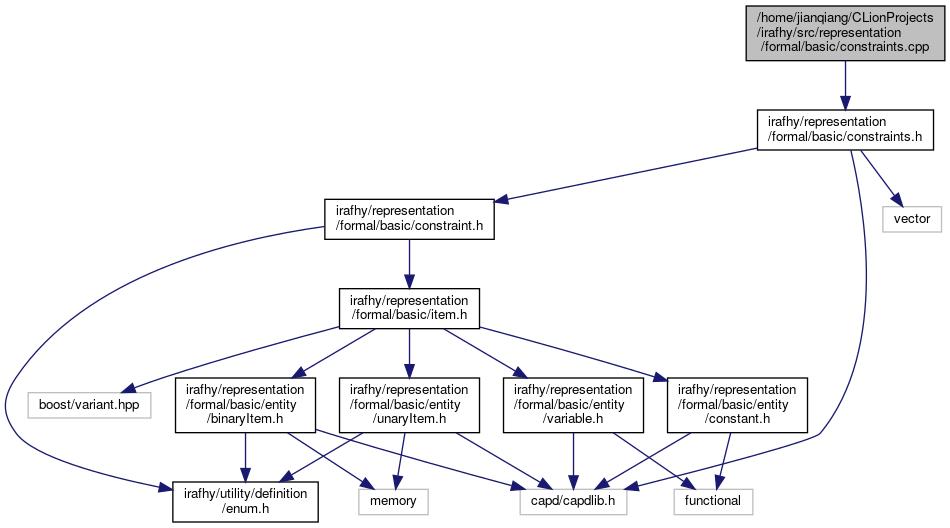 /home/jianqiang/CLionProjects
/irafhy/src/representation
/formal/basic/constraints.cpp
irafhy/representation
/formal/basic/constraints.h
irafhy/representation
/formal/basic/constraint.h
vector
irafhy/representation
/formal/basic/item.h
boost/variant.hpp
irafhy/representation
/formal/basic/entity
/binaryItem.h
irafhy/representation
/formal/basic/entity
/unaryItem.h
irafhy/representation
/formal/basic/entity
/variable.h
irafhy/representation
/formal/basic/entity
/constant.h
irafhy/utility/definition
/enum.h
memory
capd/capdlib.h
functional